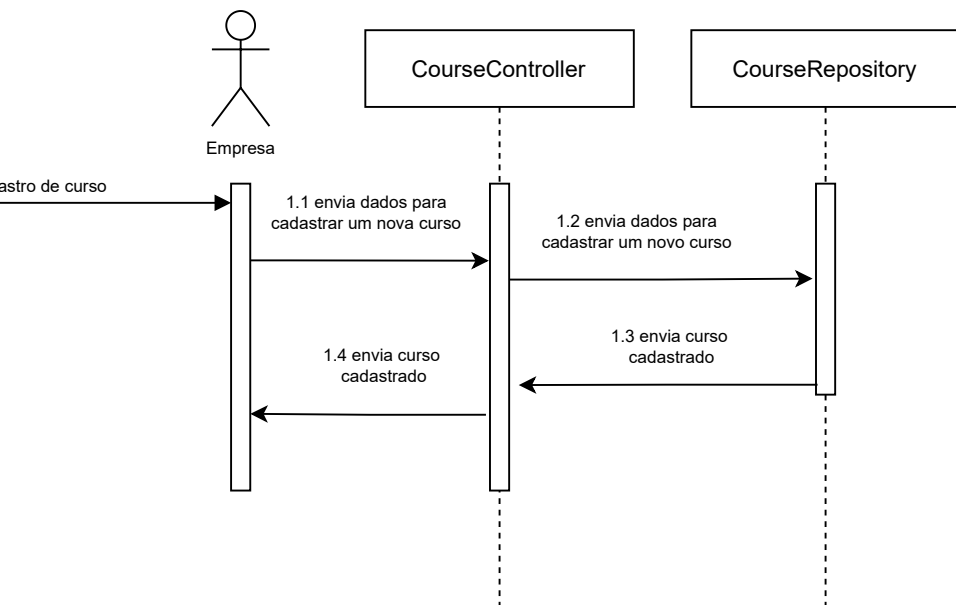 CourseController
CourseRepository
Empresa
de curso
1.1 envia dados para
cadastrar um nova curso
1.2 envia dados para
cadastrar um novo curso
1.3 envia curso
cadastrado
1.4 envia curso
cadastrado